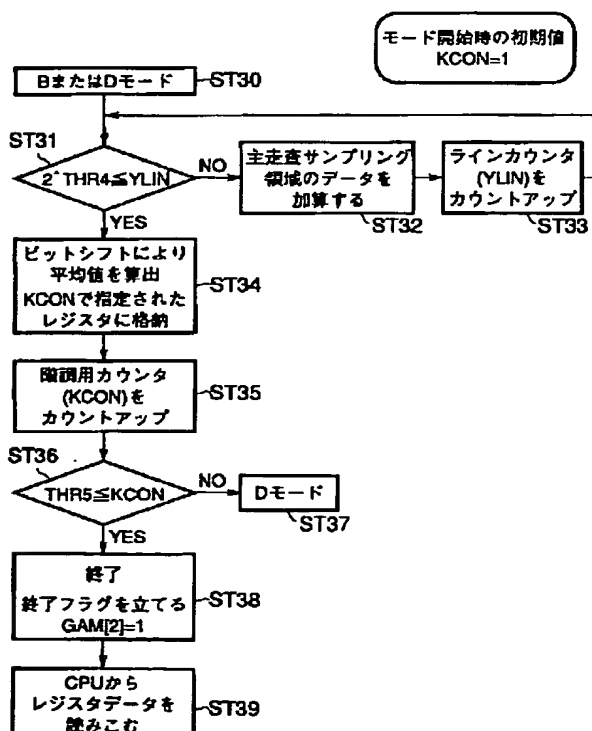 モード開始時の初期値
KCON=1
BまたはDモード
ST30
ST31
2^THR4≦YLIN
NO
YES
主走査サンプリング
領域のデータを
加算する
ST32
ラインカウンタ
(YLIN)を
カウントアップ
ST33
ビットシフトにより
平均値を算出
KCONで指定された
レジスタに格納
ST34
階調用カウンタ
(KCON)を
カウントアップ
ST35
ST36
THR5≦KCON
NO
YES
Dモード
ST37
終了
終了フラグを立てる
GAM[2]=1
ST38
CPUから
レジスタデータを
読みこむ
ST39